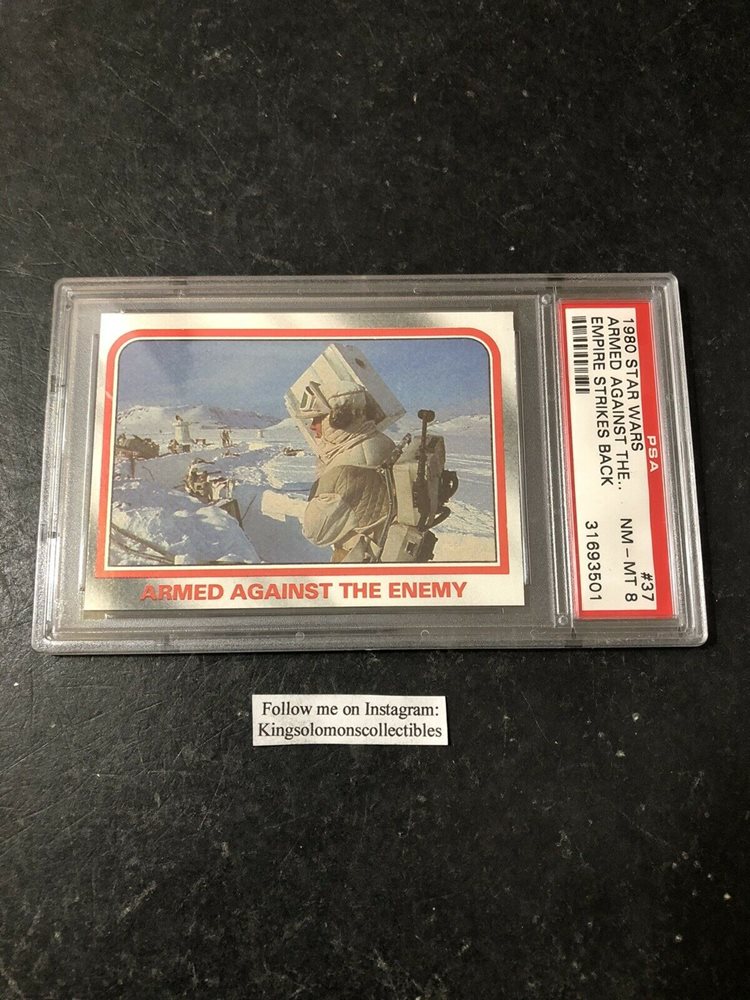 ARMED AGAINST THE ENEMY
1980 STAR WARS #37
ARMED AGAINST THE.. NM - MT 8
EMPIRE STRIKES BACK 31693501
PSA
Follow me on Instagram:
Kingsolomonscollectibles